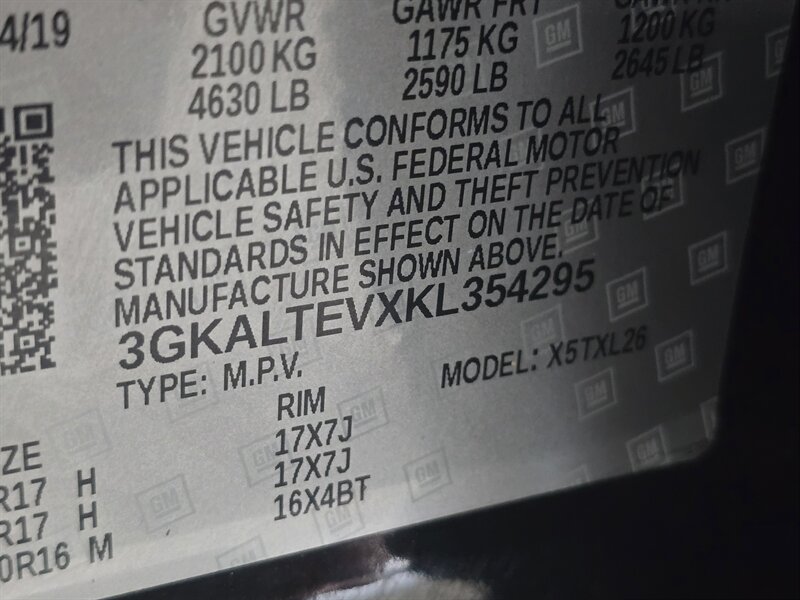 4/19
GVWR GAWR FRT GAWR
2100 KG 1175 KG 1200 KG
4630 LB 2590 LB 2645 LB
THIS VEHICLE CONFORMS TO ALL
APPLICABLE U.S. FEDERAL MOTOR
VEHICLE SAFETY AND THEFT PREVENTION
STANDARDS IN EFFECT ON THE DATE OF
MANUFACTURE SHOWN ABOVE.
3GKALTEVXKL354295
TYPE: M.P.V. MODEL: X5TXL26
ZE RIM
R17 H 17X7J
R17 H 17X7J
0R16 M 16X4BT
GM